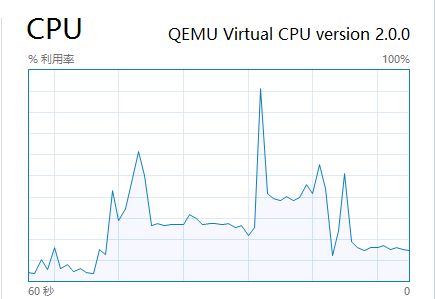 CPU
QEMU Virtual CPU version 2.0.0
% 利用率
100%
60 秒
0